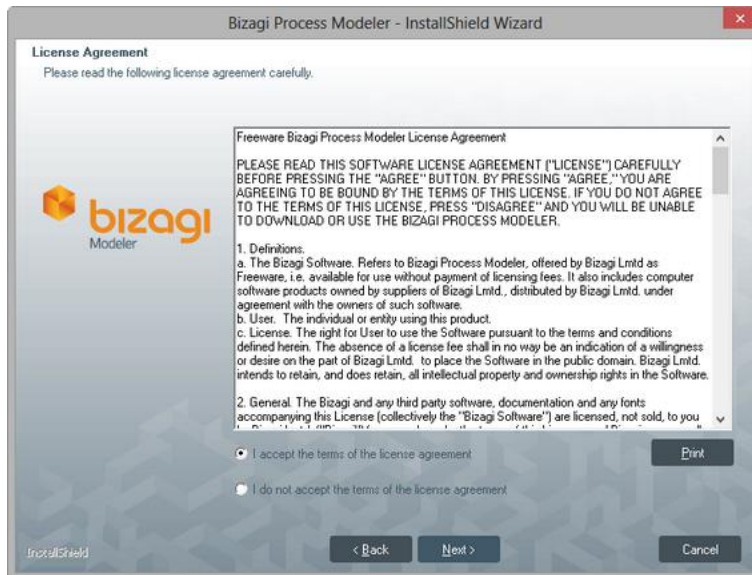 Bizagi Process Modeler - InstallShield Wizard
License Agreement
Please read the following license agreement carefully.
bizagi
Modeler
Freeware Bizagi Process Modeler License Agreement
PLEASE READ THIS SOFTWARE LICENSE AGREEMENT ("LICENSE") CAREFULLY
BEFORE PRESSING THE "AGREE" BUTTON. BY PRESSING "AGREE," YOU ARE
AGREEING TO BE BOUND BY THE TERMS OF THIS LICENSE. IF YOU DO NOT AGREE
TO THE TERMS OF THIS LICENSE, PRESS "DISAGREE" AND YOU WILL BE UNABLE
TO DOWNLOAD OR USE THE BIZAGI PROCESS MODELER.
1. Definitions.
a. The Bizagi Software. Refers to Bizagi Process Modeler, offered by Bizagi Lmtd as
Freeware, i.e. available for use without payment of licensing fees. It also includes computer
software products owned by suppliers of Bizagi Lmtd., distributed by Bizagi Lmtd. under
agreement with the owners of such software.
b. User. The individual or entity using this product.
c. License. The right for User to use the Software pursuant to the terms and conditions
defined herein. The absence of a license fee shall in no way be an indication of a willingness
or desire on the part of Bizagi Lmtd. to place the Software in the public domain. Bizagi Lmtd.
intends to retain, and does retain, all intellectual property and ownership rights in the Software.
2. General. The Bizagi and any third party software, documentation and any fonts
accompanying this License (collectively the "Bizagi Software") are licensed, not sold, to you
I accept the terms of the license agreement
Print
I do not accept the terms of the license agreement
InstallShield
< Back
Next >
Cancel